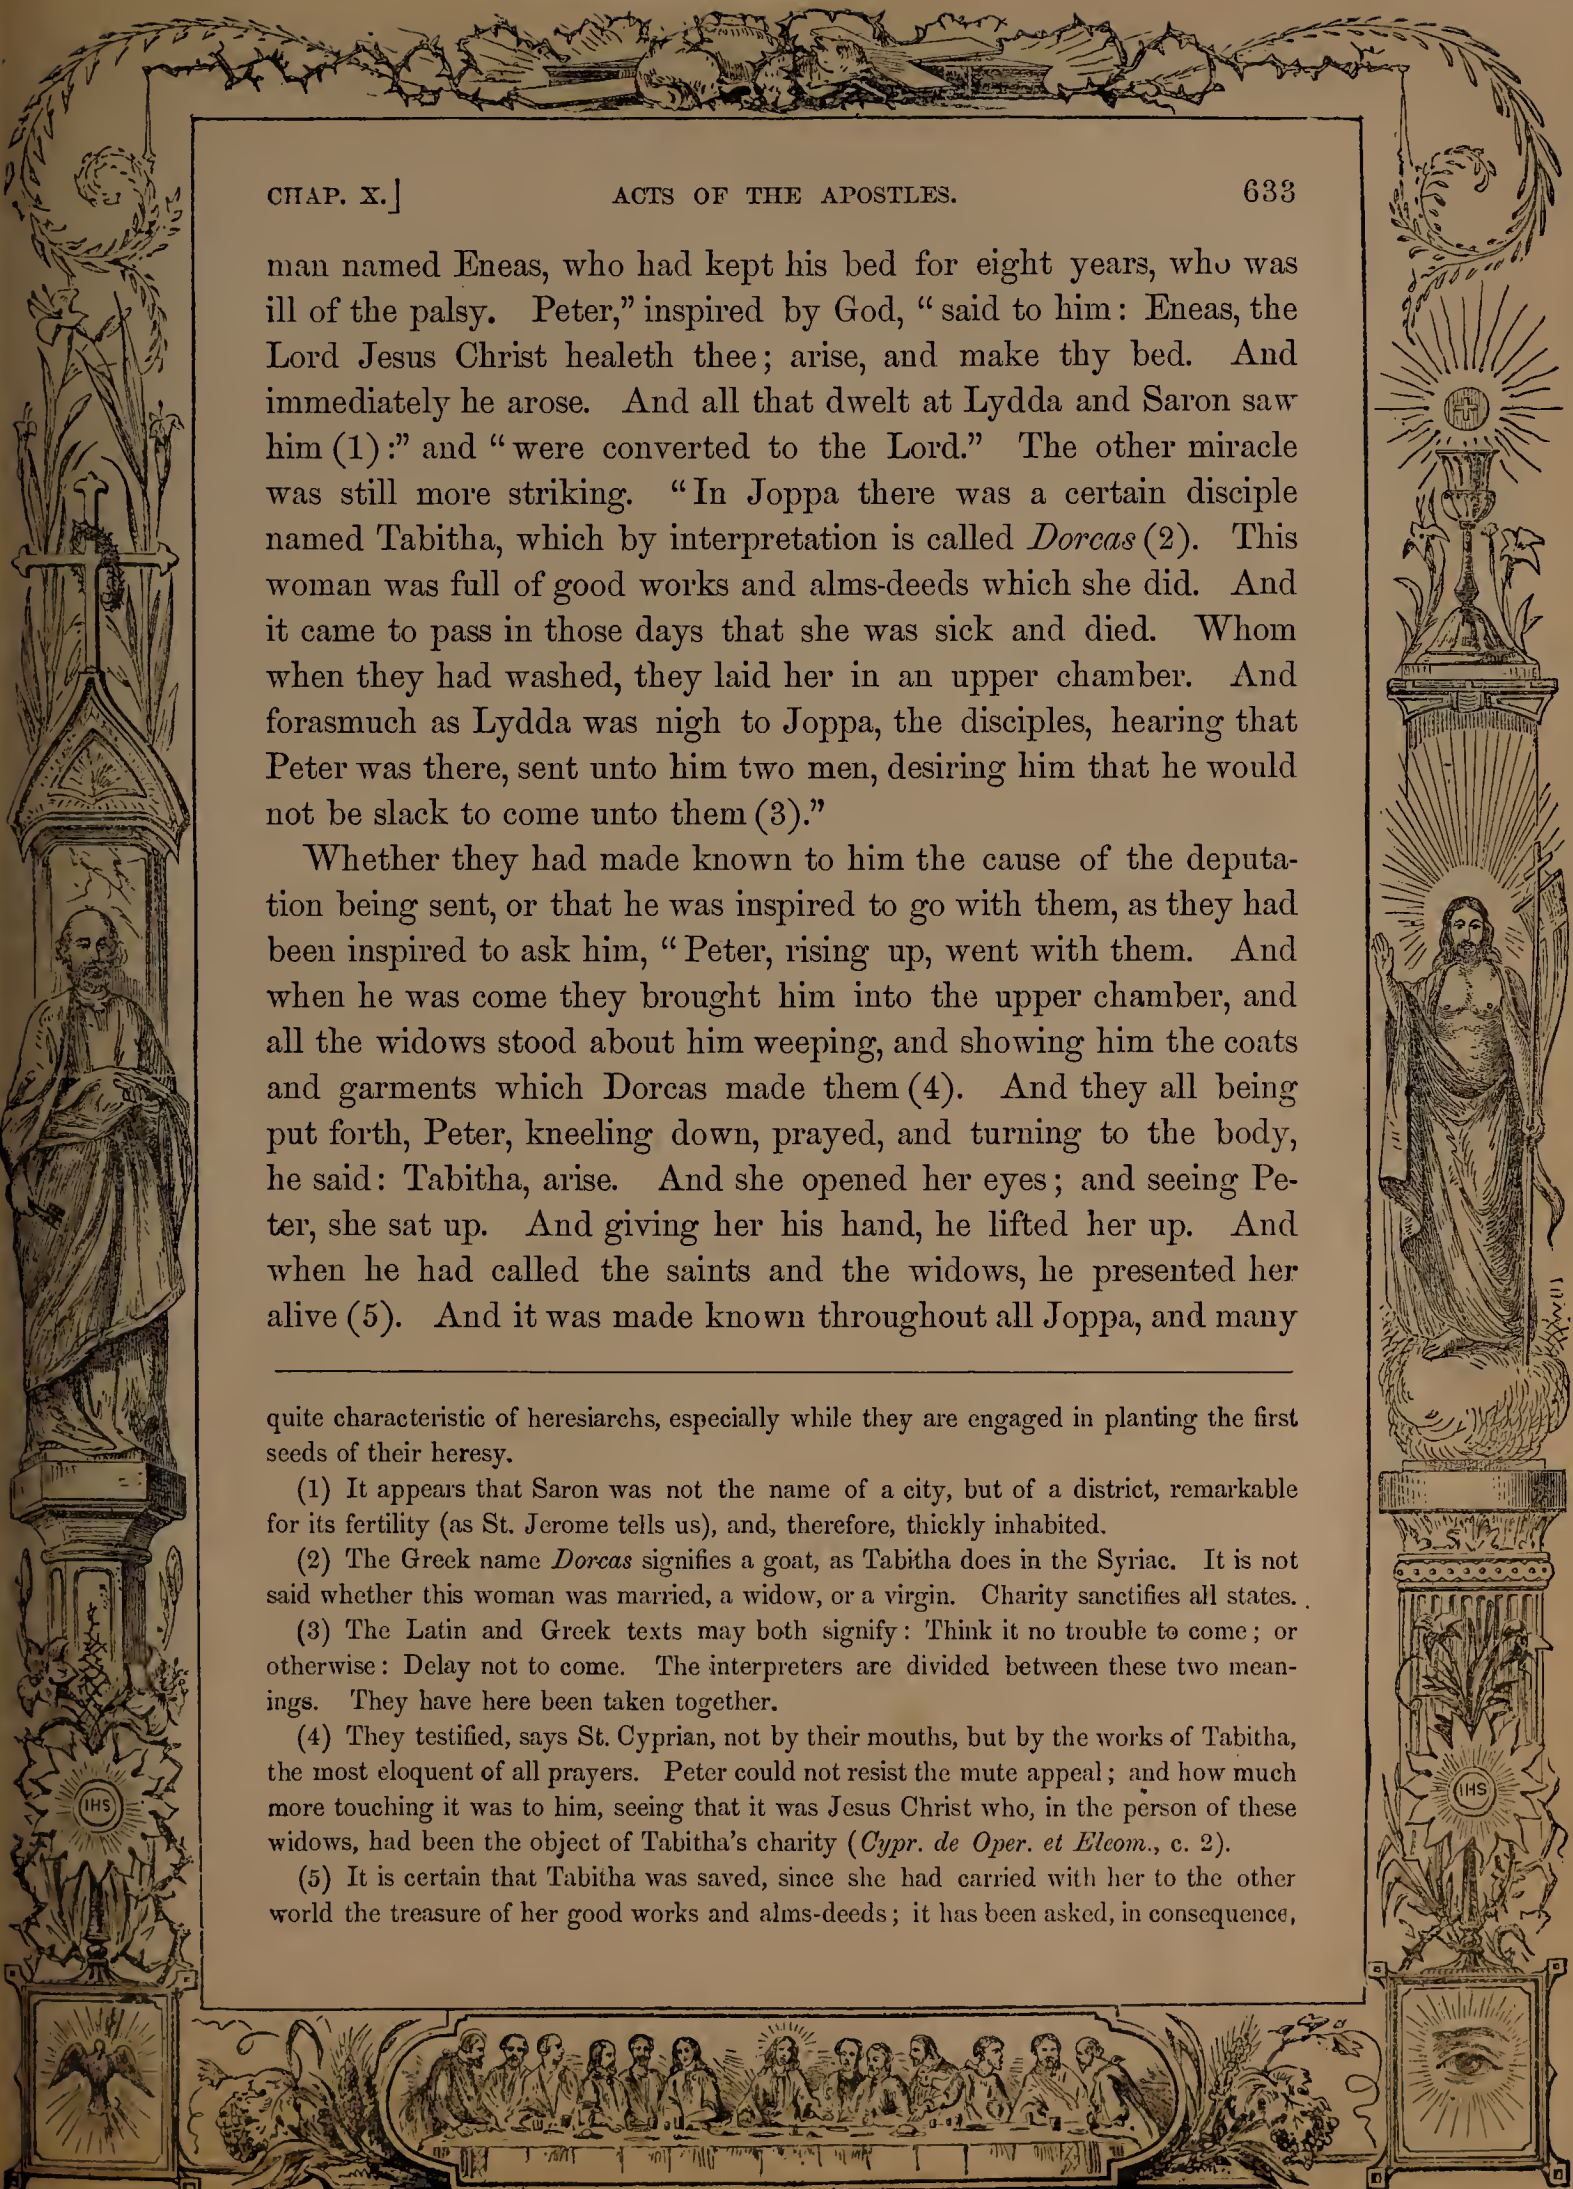 CHAP. X.] ACTS OF THE APOSTLES. 633
man named Eneas, who had kept his bed for eight years, who was
ill of the palsy. Peter,” inspired by God, “ said to him : Eneas, the
Lord Jesus Christ healeth thee ; arise, and make thy bed. And
immediately he arose. And all that dwelt at Lydda and Saron saw
him (1) :” and “ were converted to the Lord.” The other miracle
was still more striking. “ In Joppa there was a certain disciple
named Tabitha, which by interpretation is called Dorcas (2). This
woman was full of good works and alms-deeds which she did. And
it came to pass in those days that she was sick and died. Whom
when they had washed, they laid her in an upper chamber. And
forasmuch as Lydda was nigh to Joppa, the disciples, hearing that
Peter was there, sent unto him two men, desiring him that he would
not be slack to come unto them (3).”
Whether they had made known to him the cause of the deputa-
tion being sent, or that he was inspired to go with them, as they had
been inspired to ask him, “ Peter, rising up, went with them. And
when he was come they brought him into the upper chamber, and
all the widows stood about him weeping, and showing him the coats
and garments which Dorcas made them (4). And they all being
put forth, Peter, kneeling down, prayed, and turning to the body,
he said : Tabitha, arise. And she opened her eyes ; and seeing Pe-
ter, she sat up. And giving her his hand, he lifted her up. And
when he had called the saints and the widows, he presented her
alive (5). And it was made known throughout all Joppa, and many
quite characteristic of heresiarchs, especially while they are engaged in planting the first
seeds of their heresy.
(1) It appears that Saron was not the name of a city, but of a district, remarkable
for its fertility (as St. Jerome tells us), and, therefore, thickly inhabited.
(2) The Greek name Dorcas signifies a goat, as Tabitha does in the Syriac. It is not
said whether this woman was married, a widow, or a virgin. Charity sanctifies all states.
(3) The Latin and Greek texts may both signify : Think it no trouble to come ; or
otherwise : Delay not to come. The interpreters are divided between these two mean-
ings. They have here been taken together.
(4) They testified, says St. Cyprian, not by their mouths, but by the works of Tabitha,
the most eloquent of all prayers. Peter could not resist the mute appeal ; and how much
more touching it was to him, seeing that it was Jesus Christ who, in the person of these
widows, had been the object of Tabitha’s charity (Cypr. de Oper. et Eleom., c. 2).
(5) It is certain that Tabitha was saved, since she had carried with her to the other
world the treasure of her good works and alms-deeds ; it has been asked, in consequence,
IHS
IHS